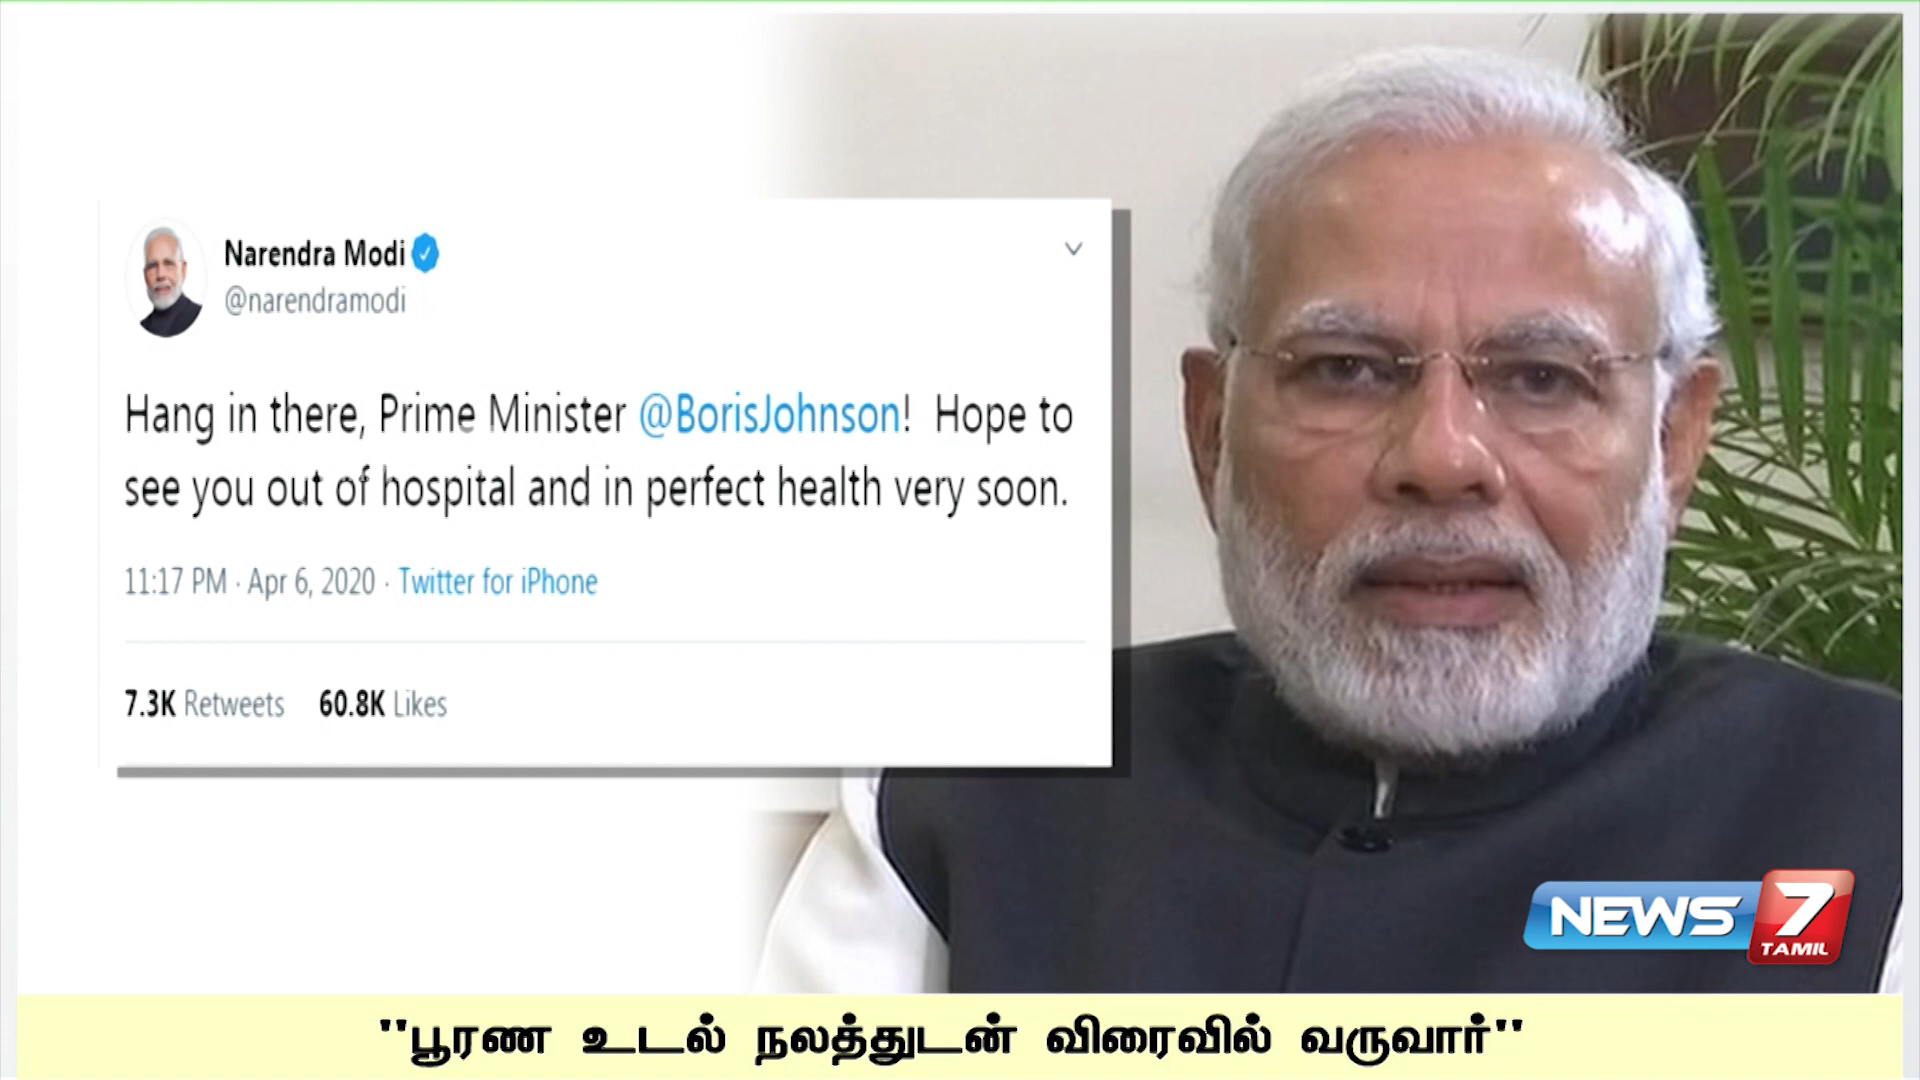 Narendra Modi
@narendramodi
Hang in there, Prime Minister @BorisJohnson!  Hope to
see you out of hospital and in perfect health very soon.
11:17 PM · Apr 6, 2020 · Twitter for iPhone
7.3K Retweets 60.8K Likes
NEWS 7
TAMIL
"பூரண உடல் நலத்துடன் விரைவில் வருவார்"